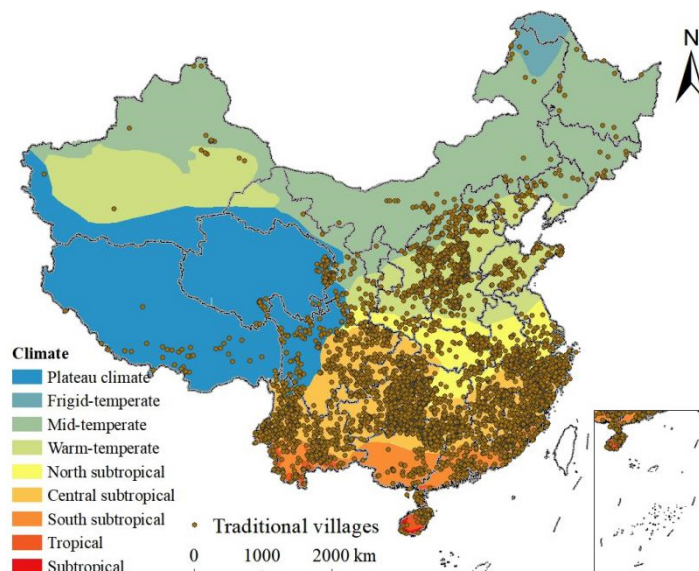 N
Climate
Plateau climate
Frigid-temperate
Mid-temperate
Warm-temperate
North subtropical
Central subtropical
South subtropical
Tropical
Subtropical
Traditional villages
0 1000 2000 km